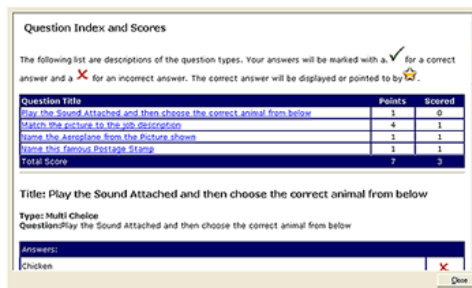 Question Index and Scores
The following list are descriptions of the question types. Your answers will be marked with a for a correct
answer and a for an incorrect answer. The correct answer will be displayed or pointed to by .
Question Title Points Scored
Play the Sound Attached and then choose the correct animal from below 1 0
Match the picture to the job description 4 1
Name the Aeroplane from the Picture shown 1 1
Name this famous Postage Stamp 1 1
Total Score 7 3
Title: Play the Sound Attached and then choose the correct animal from below
Type: Multi Choice
Question:Play the Sound Attached and then choose the correct animal from below
Answers:
Chicken
Close